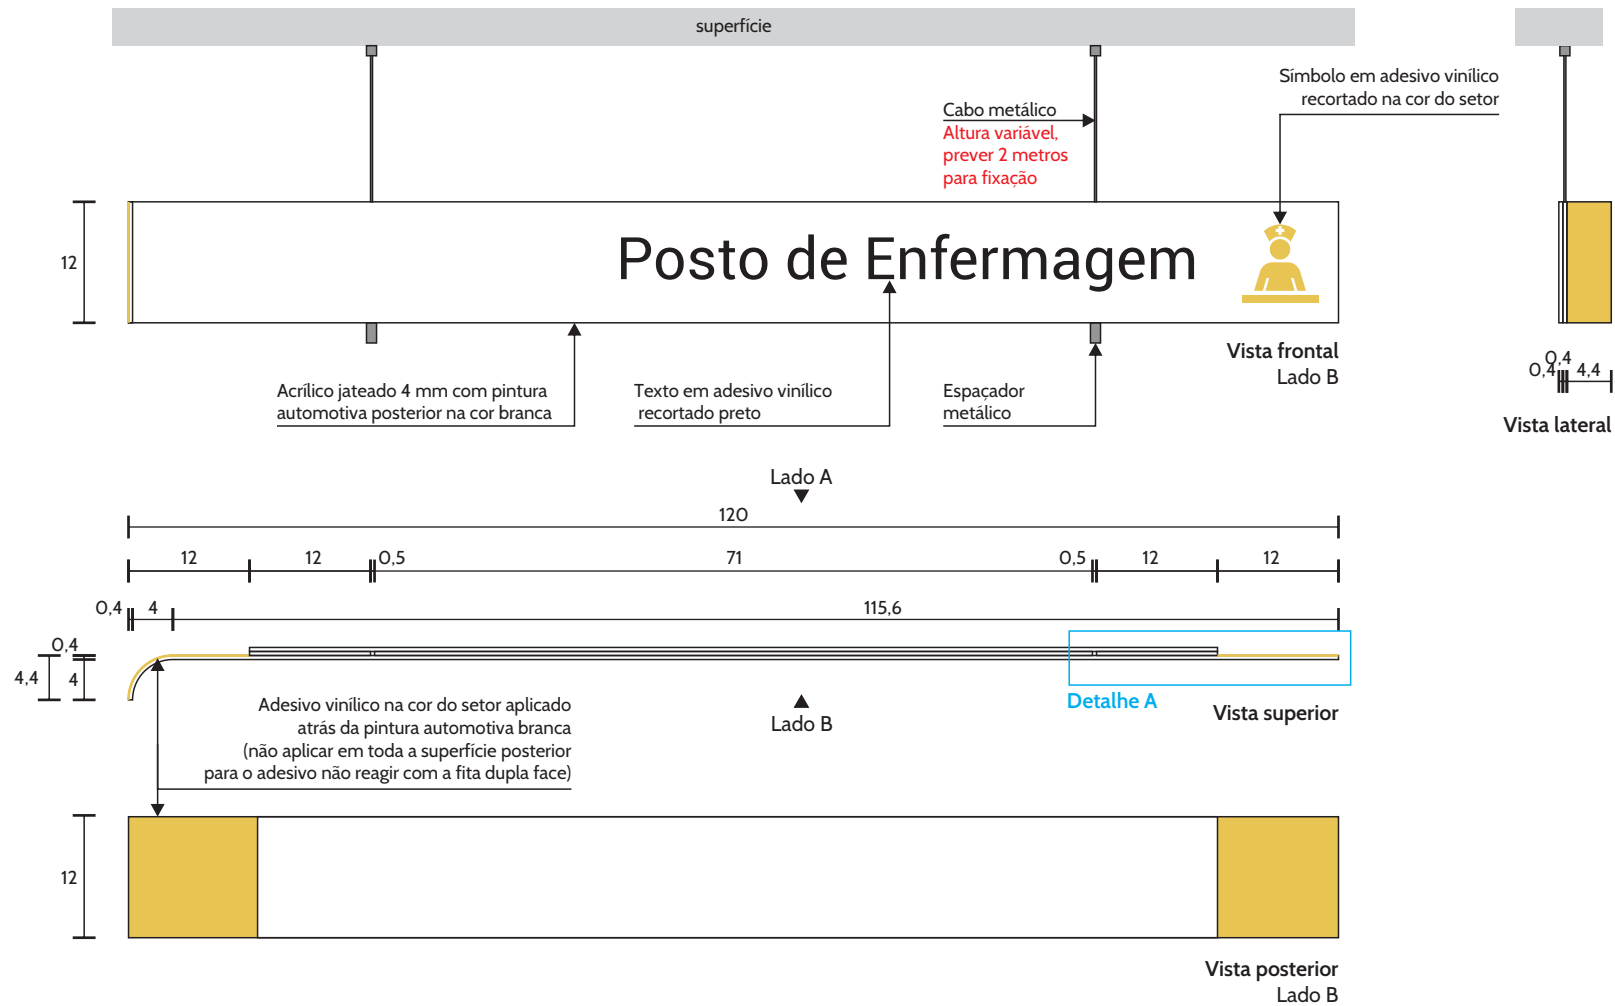 superfície
Símbolo em adesivo vinílico
recortado na cor do setor
Cabo metálico
Altura variável,
prever 2 metros
para fixação
12
Posto de Enfermagem
Vista frontal
Lado B
Acrílico jateado 4 mm com pintura
automotiva posterior na cor branca
Texto em adesivo vinílico
recortado preto
Espaçador
metálico
0,4
0,4
4,4
Vista lateral
Lado A
120
12
12
0,5
71
0,5
12
12
0,4
4
115,6
0,4
4,4
4
Detalhe A
Vista superior
Lado B
Adesivo vinílico na cor do setor aplicado
atrás da pintura automotiva branca
(não aplicar em toda a superfície posterior
para o adesivo não reagir com a fita dupla face)
12
Vista posterior
Lado B